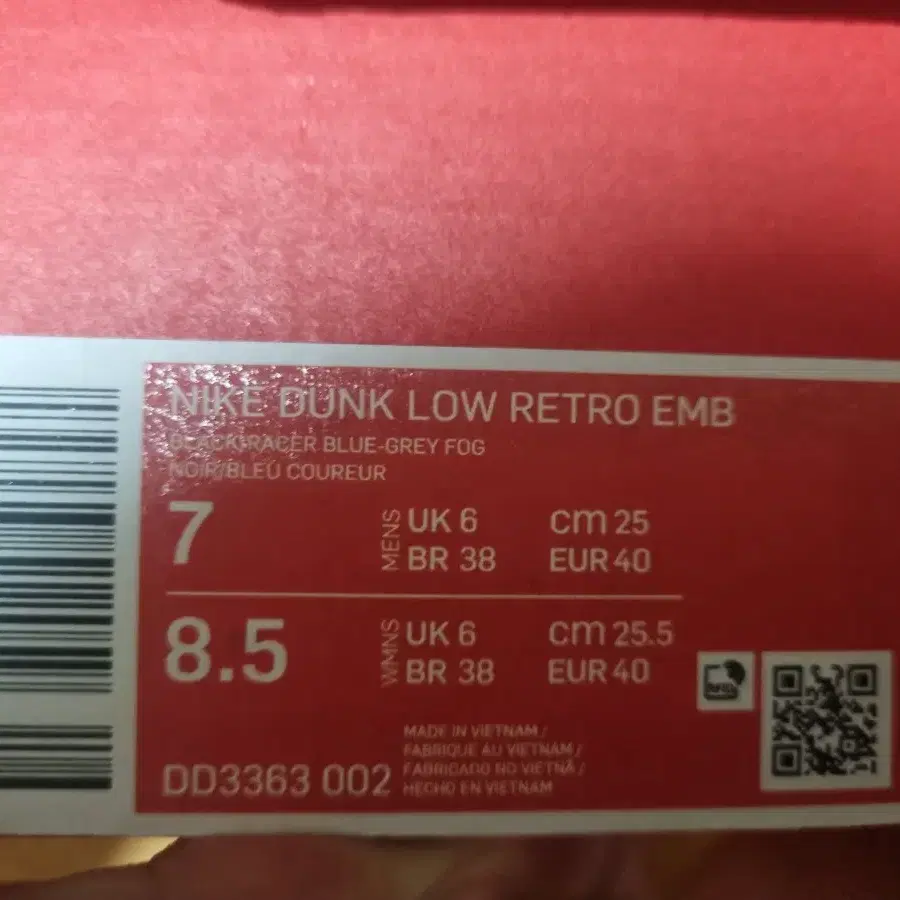 NIKE DUNK LOW RETRO EMB
BLACK/RACER BLUE-GREY FOG
NOIR/BLEU COUREUR
7
MENS
UK 6
cm 25
BR 38
EUR 40
8.5
WMNS
UK 6
cm 25.5
BR 38
EUR 40
MADE IN VIETNAM /
FABRIQUE AU VIETNAM /
FABRICADO NO VIETNÃ /
HECHO EN VIETNAM
DD3363 002